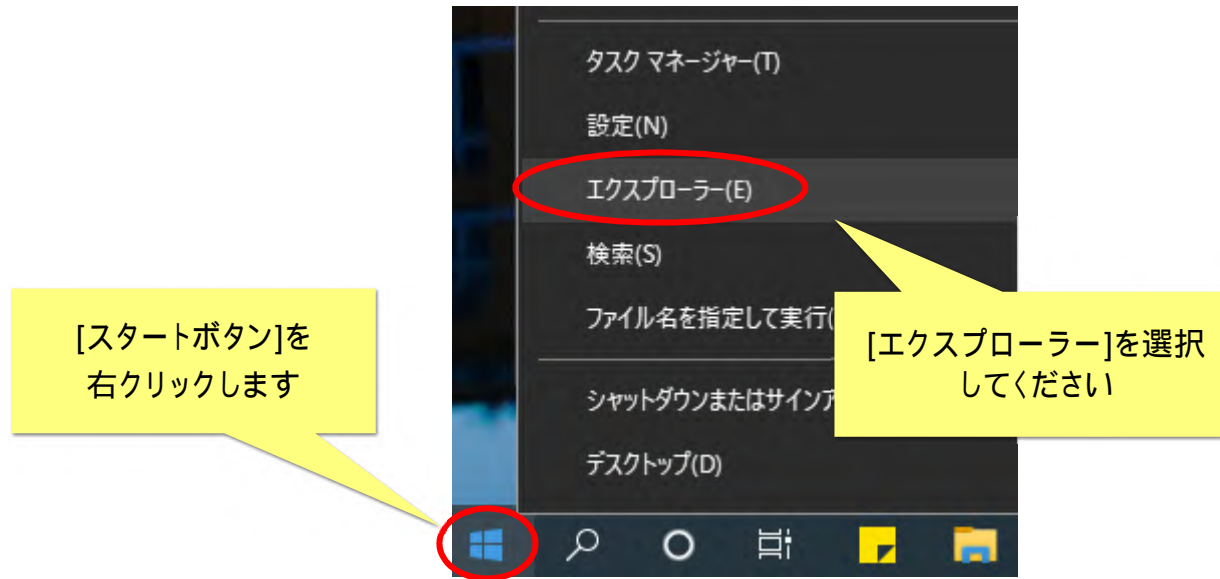 タスク マネージャー(T)
設定(N)
エクスプローラー(E)
検索(S)
ファイル名を指定して実行(
シャットダウンまたはサインア
デスクトップ(D)
[スタートボタン]を
右クリックします
[エクスプローラー]を選択
してください